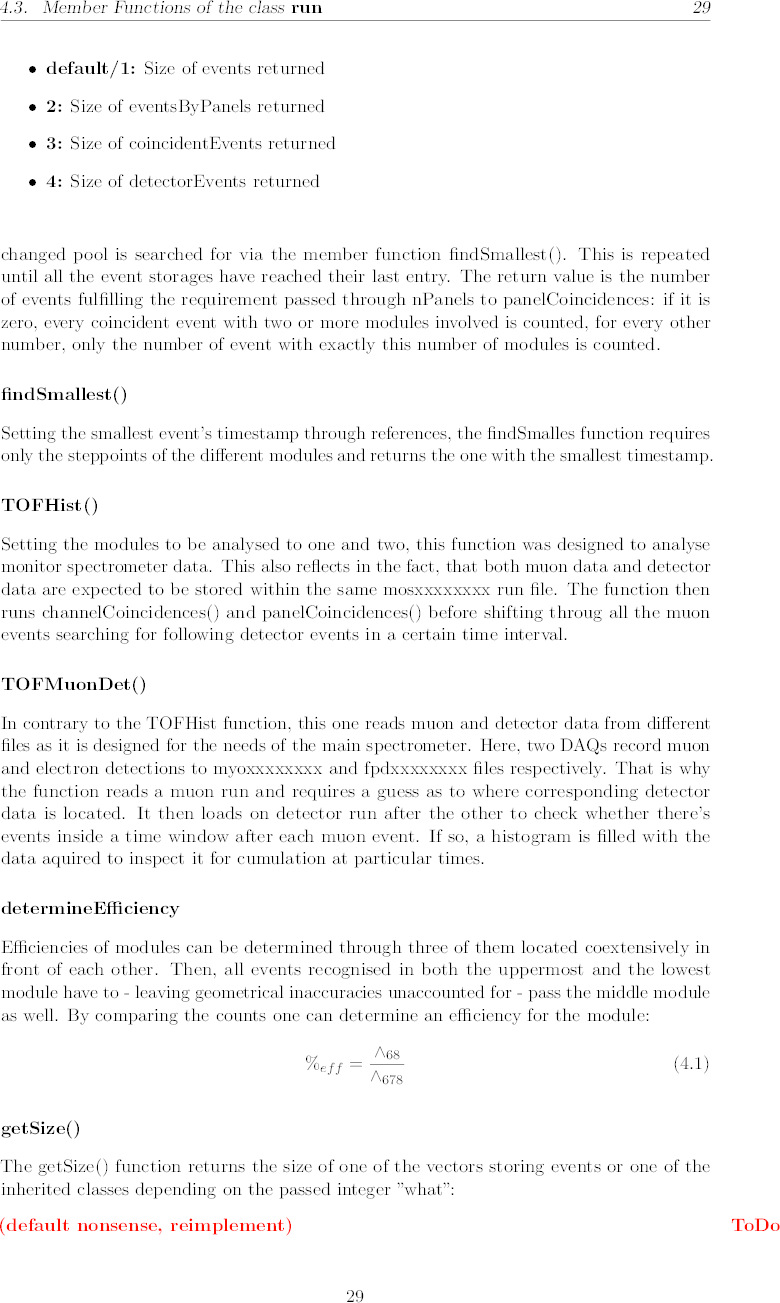 4.3. Member Functions of the class run 29
• default/1: Size of events returned
• 2: Size of eventsByPanels returned
• 3: Size of coincidentEvents returned
• 4: Size of detectorEvents returned
changed pool is searched for via the member function findSmallest(). This is repeated
until all the event storages have reached their last entry. The return value is the number
of events fulfilling the requirement passed through nPanels to panelCoincidences: if it is
zero, every coincident event with two or more modules involved is counted, for every other
number, only the number of event with exactly this number of modules is counted.
findSmallest()
Setting the smallest event's timestamp through references, the findSmalles function requires
only the steppoints of the different modules and returns the one with the smallest timestamp.
TOFHist()
Setting the modules to be analysed to one and two, this function was designed to analyse
monitor spectrometer data. This also reflects in the fact, that both muon data and detector
data are expected to be stored within the same mosxxxxxxxx run file. The function then
runs channelCoincidences() and panelCoincidences() before shifting throug all the muon
events searching for following detector events in a certain time interval.
TOFMuonDet()
In contrary to the TOFHist function, this one reads muon and detector data from different
files as it is designed for the needs of the main spectrometer. Here, two DAQs record muon
and electron detections to myoxxxxxxxx and fpdxxxxxxxx files respectively. That is why
the function reads a muon run and requires a guess as to where corresponding detector
data is located. It then loads on detector run after the other to check whether there's
events inside a time window after each muon event. If so, a histogram is filled with the
data aquired to inspect it for cumulation at particular times.
determineEfficiency
Efficiencies of modules can be determined through three of them located coextensively in
front of each other. Then, all events recognised in both the uppermost and the lowest
module have to - leaving geometrical inaccuracies unaccounted for - pass the middle module
as well. By comparing the counts one can determine an efficiency for the module:
%eff = ∧68 / ∧678 (4.1)
getSize()
The getSize() function returns the size of one of the vectors storing events or one of the
inherited classes depending on the passed integer "what":
(default nonsense, reimplement) ToDo
29